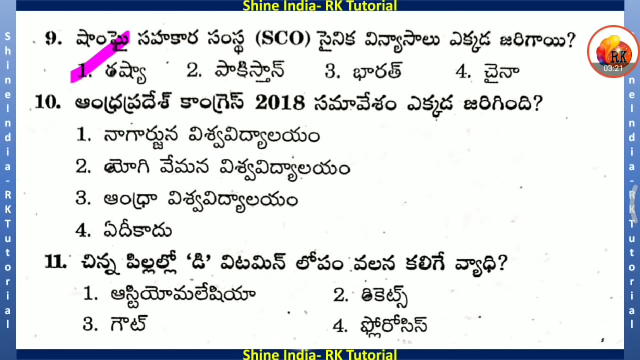 Shine India- RK Tutorial
9. షాంఘై సహకార సంస్థ (SCO) సైనిక విన్యాసాలు ఎక్కడ జరిగాయి?
1. రష్యా 2. పాకిస్తాన్ 3. భారత్ 4. చైనా
10. ఆంధ్రప్రదేశ్ కాంగ్రెస్ 2018 సమావేశం ఎక్కడ జరిగింది?
1. నాగార్జున విశ్వవిద్యాలయం
2. యోగి వేమన విశ్వవిద్యాలయం
3. ఆంధ్రా విశ్వవిద్యాలయం
4. ఏదీకాదు
11. చిన్న పిల్లల్లో 'డి' విటమిన్ లోపం వలన కలిగే వ్యాధి?
1. ఆస్టియోమలేషియా 2. రికెట్స్
3. గౌట్ 4. ఫ్లోరోసిస్
Shine India- RK Tutorial
ShineIndia-RKTutorial
ShineIndia-RKTutorial
RK
03:21